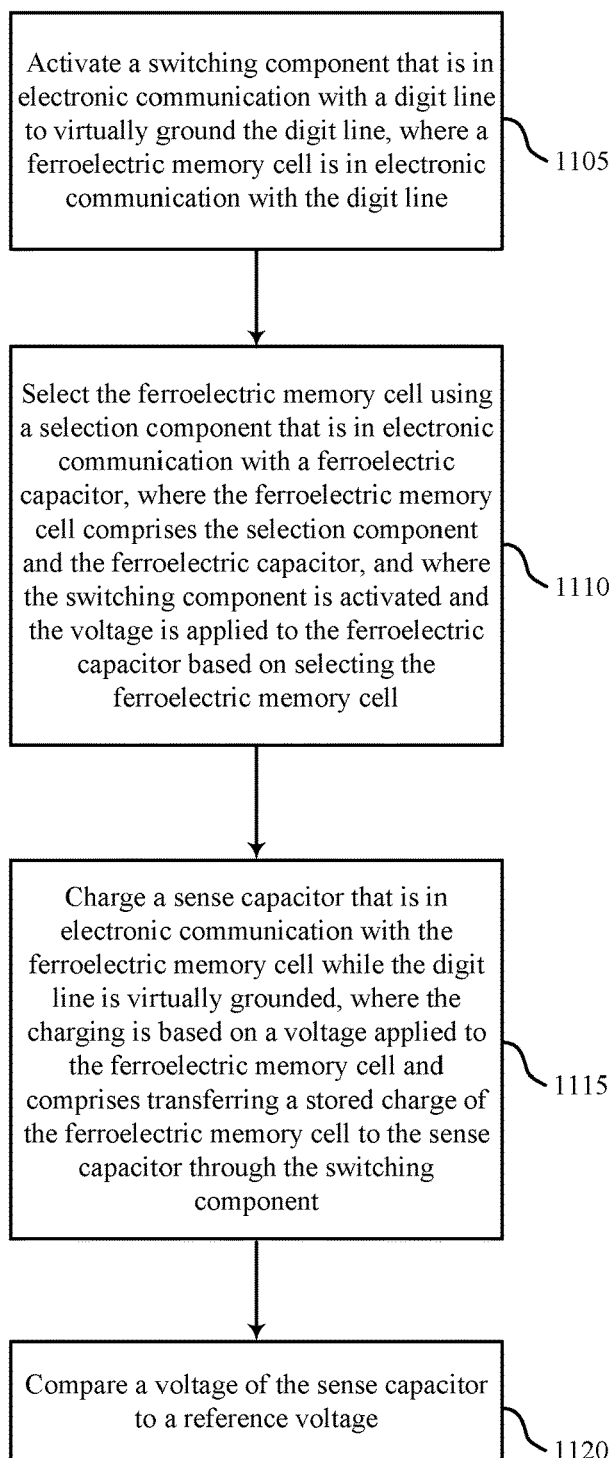 Activate a switching component that is in
electronic communication with a digit line
to virtually ground the digit line, where a
ferroelectric memory cell is in electronic
communication with the digit line
1105
Select the ferroelectric memory cell using
a selection component that is in electronic
communication with a ferroelectric
capacitor, where the ferroelectric memory
cell comprises the selection component
and the ferroelectric capacitor, and where
the switching component is activated and
the voltage is applied to the ferroelectric
capacitor based on selecting the
ferroelectric memory cell
1110
Charge a sense capacitor that is in
electronic communication with the
ferroelectric memory cell while the digit
line is virtually grounded, where the
charging is based on a voltage applied to
the ferroelectric memory cell and
comprises transferring a stored charge of
the ferroelectric memory cell to the sense
capacitor through the switching
component
1115
Compare a voltage of the sense capacitor
to a reference voltage
1120